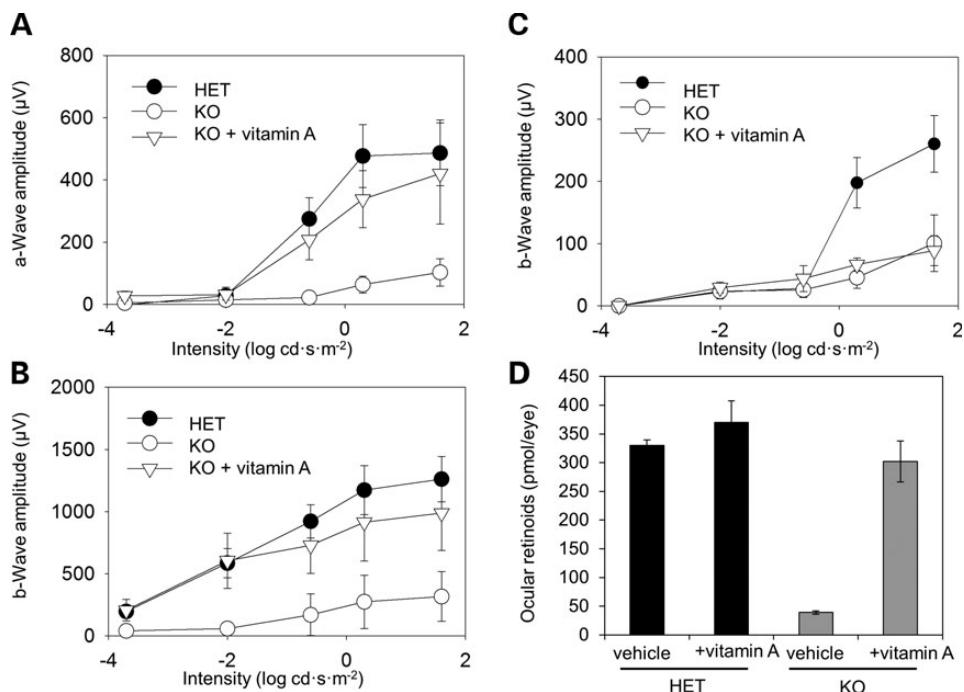 A
a-Wave amplitude (µV)
800
600
400
200
0
HET
KO
KO + vitamin A
-4
-2
0
2
Intensity (log cd·s·m⁻²)
B
b-Wave amplitude (µV)
2000
1500
1000
500
0
HET
KO
KO + vitamin A
-4
-2
0
2
Intensity (log cd·s·m⁻²)
C
b-Wave amplitude (µV)
400
300
200
100
0
HET
KO
KO + vitamin A
-4
-2
0
2
Intensity (log cd·s·m⁻²)
D
Ocular retinoids (pmol/eye)
450
400
350
300
250
200
150
100
50
0
vehicle +vitamin A vehicle +vitamin A
HET KO